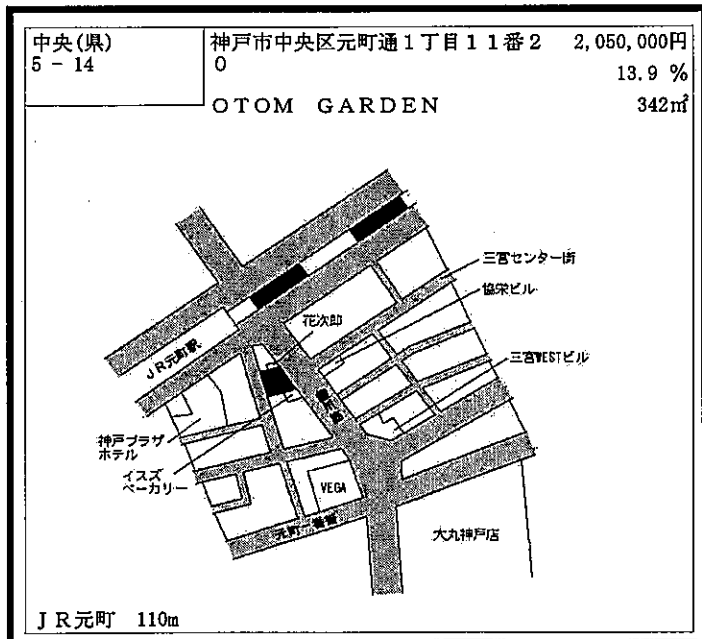 中央(県)
5 - 14
神戸市中央区元町通1丁目11番2
0
2,050,000円
13.9 %
OTOM GARDEN
342㎡
三宮センター街
協栄ビル
花次郎
三宮WESTビル
JR元町駅
鯉川筋
神戸プラザ
ホテル
イスズ
ベーカリー
VEGA
元町一番街
大丸神戸店
JR元町 110m